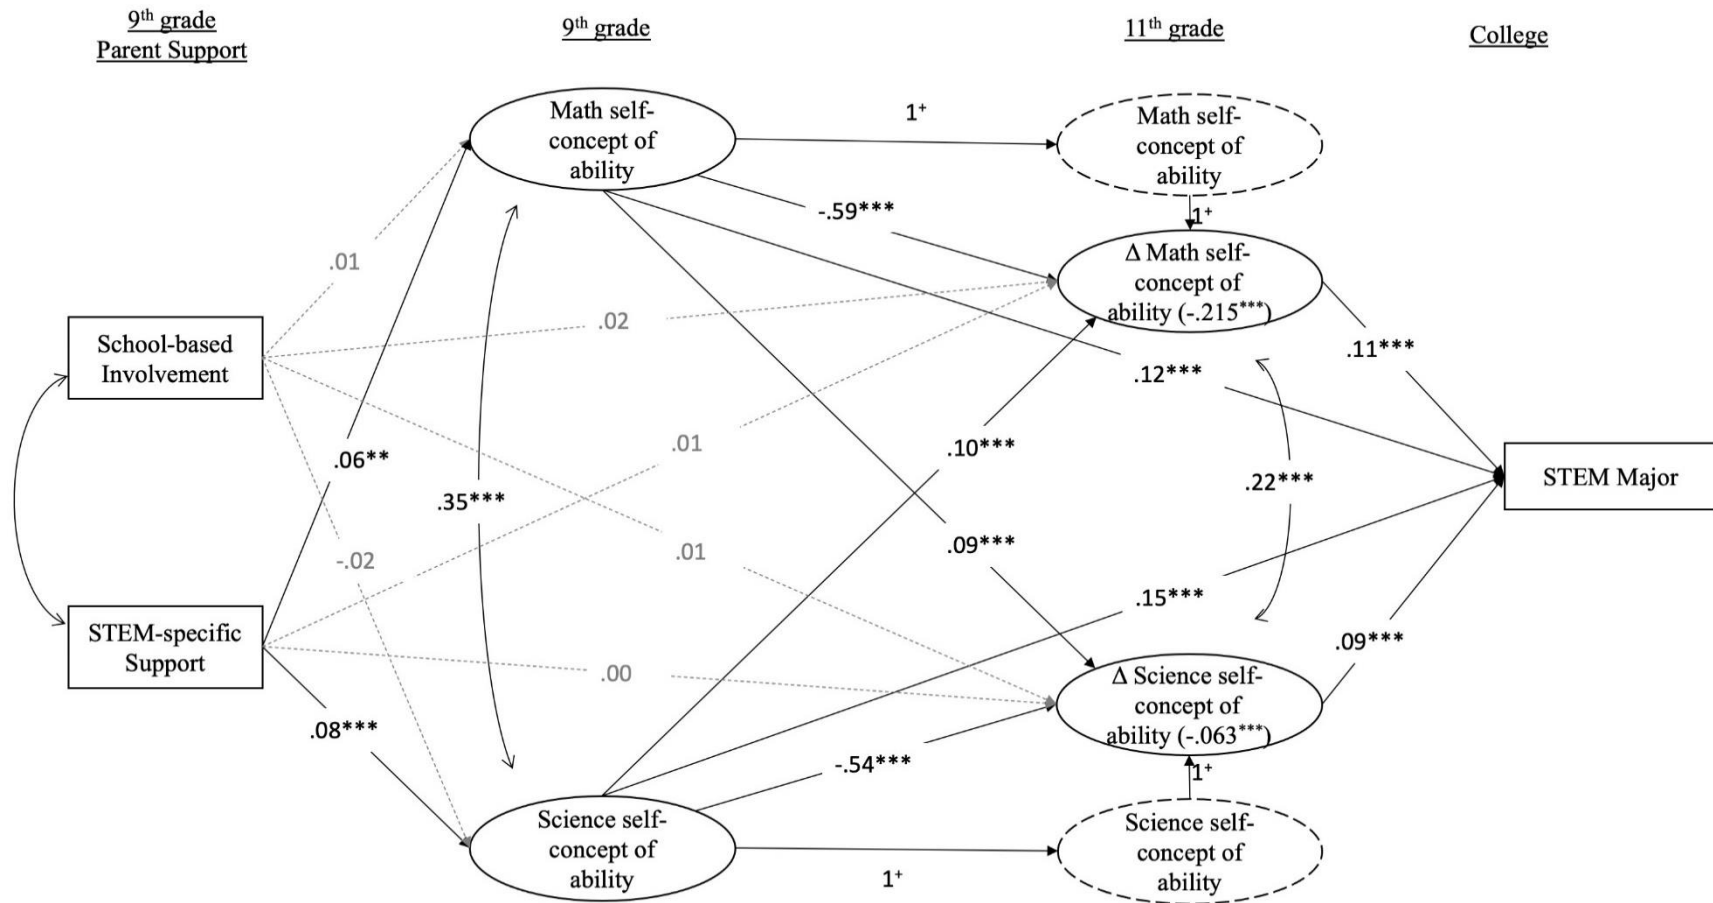 9th grade
Parent Support
9th grade
11th grade
College
Math self-
concept of
ability
1+
Math self-
concept of
ability
-.59***
1+
Δ Math self-
concept of
ability (-.215***)
.01
.02
School-based
Involvement
.11***
.12***
.01
.10***
.06**
.35***
.22***
STEM Major
-.02
.01
.09***
.15***
STEM-specific
Support
.00
.09***
Δ Science self-
concept of
ability (-.063***)
.08***
-.54***
1+
Science self-
concept of
ability
1+
Science self-
concept of
ability